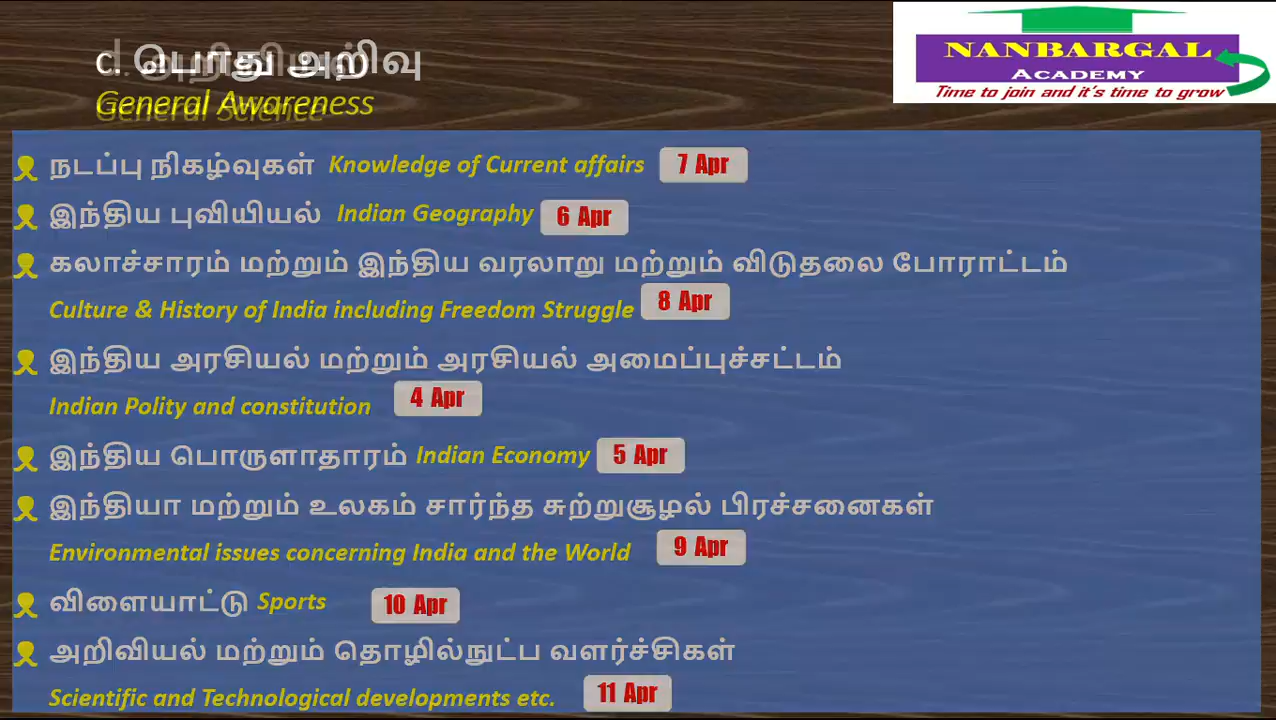 c. பொது அறிவு
General Awareness
General Science
NANBARGAL
ACADEMY
Time to join and it's time to grow
நடப்பு நிகழ்வுகள் Knowledge of Current affairs 7 Apr
இந்திய புவியியல் Indian Geography 6 Apr
கலாச்சாரம் மற்றும் இந்திய வரலாறு மற்றும் விடுதலை போராட்டம்
Culture & History of India including Freedom Struggle 8 Apr
இந்திய அரசியல் மற்றும் அரசியல் அமைப்புச்சட்டம்
Indian Polity and constitution 4 Apr
இந்திய பொருளாதாரம் Indian Economy 5 Apr
இந்தியா மற்றும் உலகம் சார்ந்த சுற்றுசூழல் பிரச்சனைகள்
Environmental issues concerning India and the World 9 Apr
விளையாட்டு Sports 10 Apr
அறிவியல் மற்றும் தொழில்நுட்ப வளர்ச்சிகள்
Scientific and Technological developments etc. 11 Apr